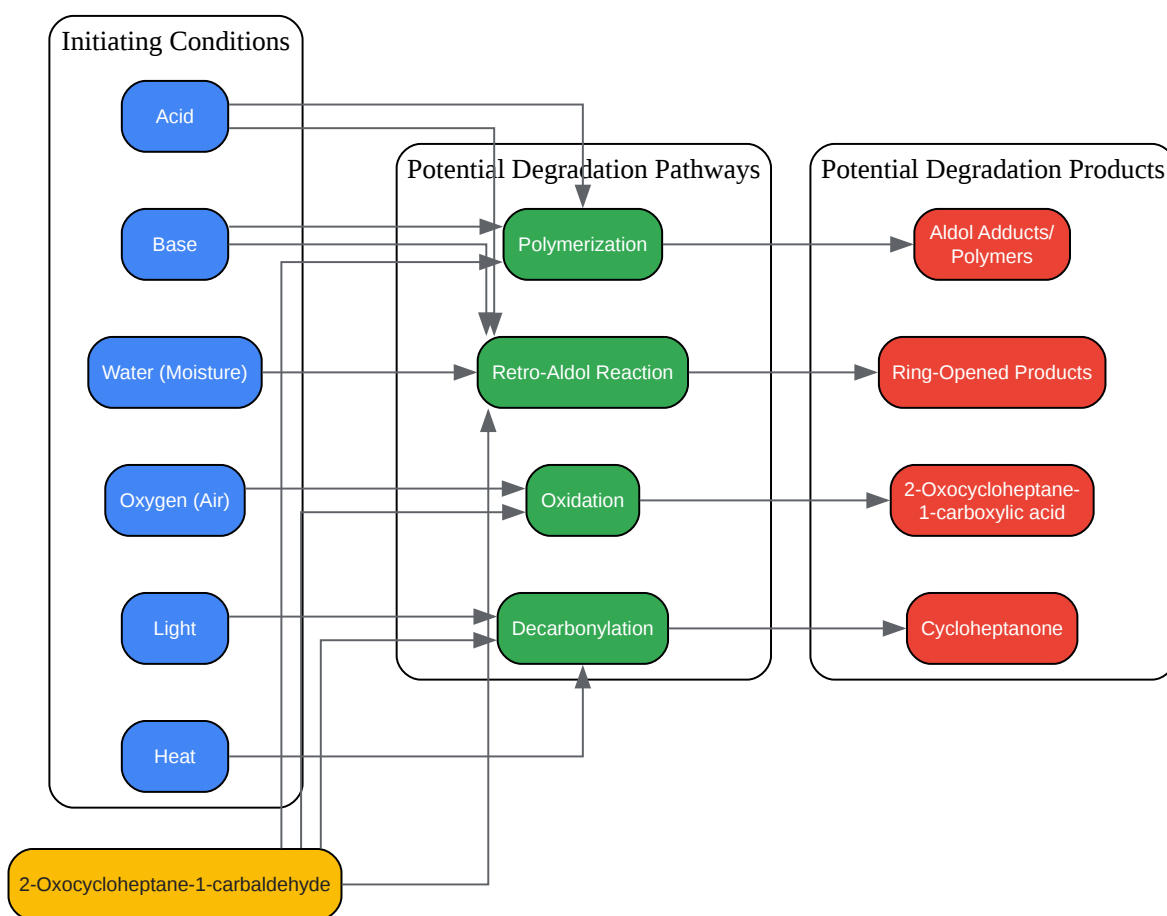 Initiating Conditions
Acid
Base
Water (Moisture)
Oxygen (Air)
Light
Heat
2-Oxocycloheptane-1-carbaldehyde
Potential Degradation Pathways
Polymerization
Retro-Aldol Reaction
Oxidation
Decarbonylation
Potential Degradation Products
Aldol Adducts/
Polymers
Ring-Opened Products
2-Oxocycloheptane-
1-carboxylic acid
Cycloheptanone